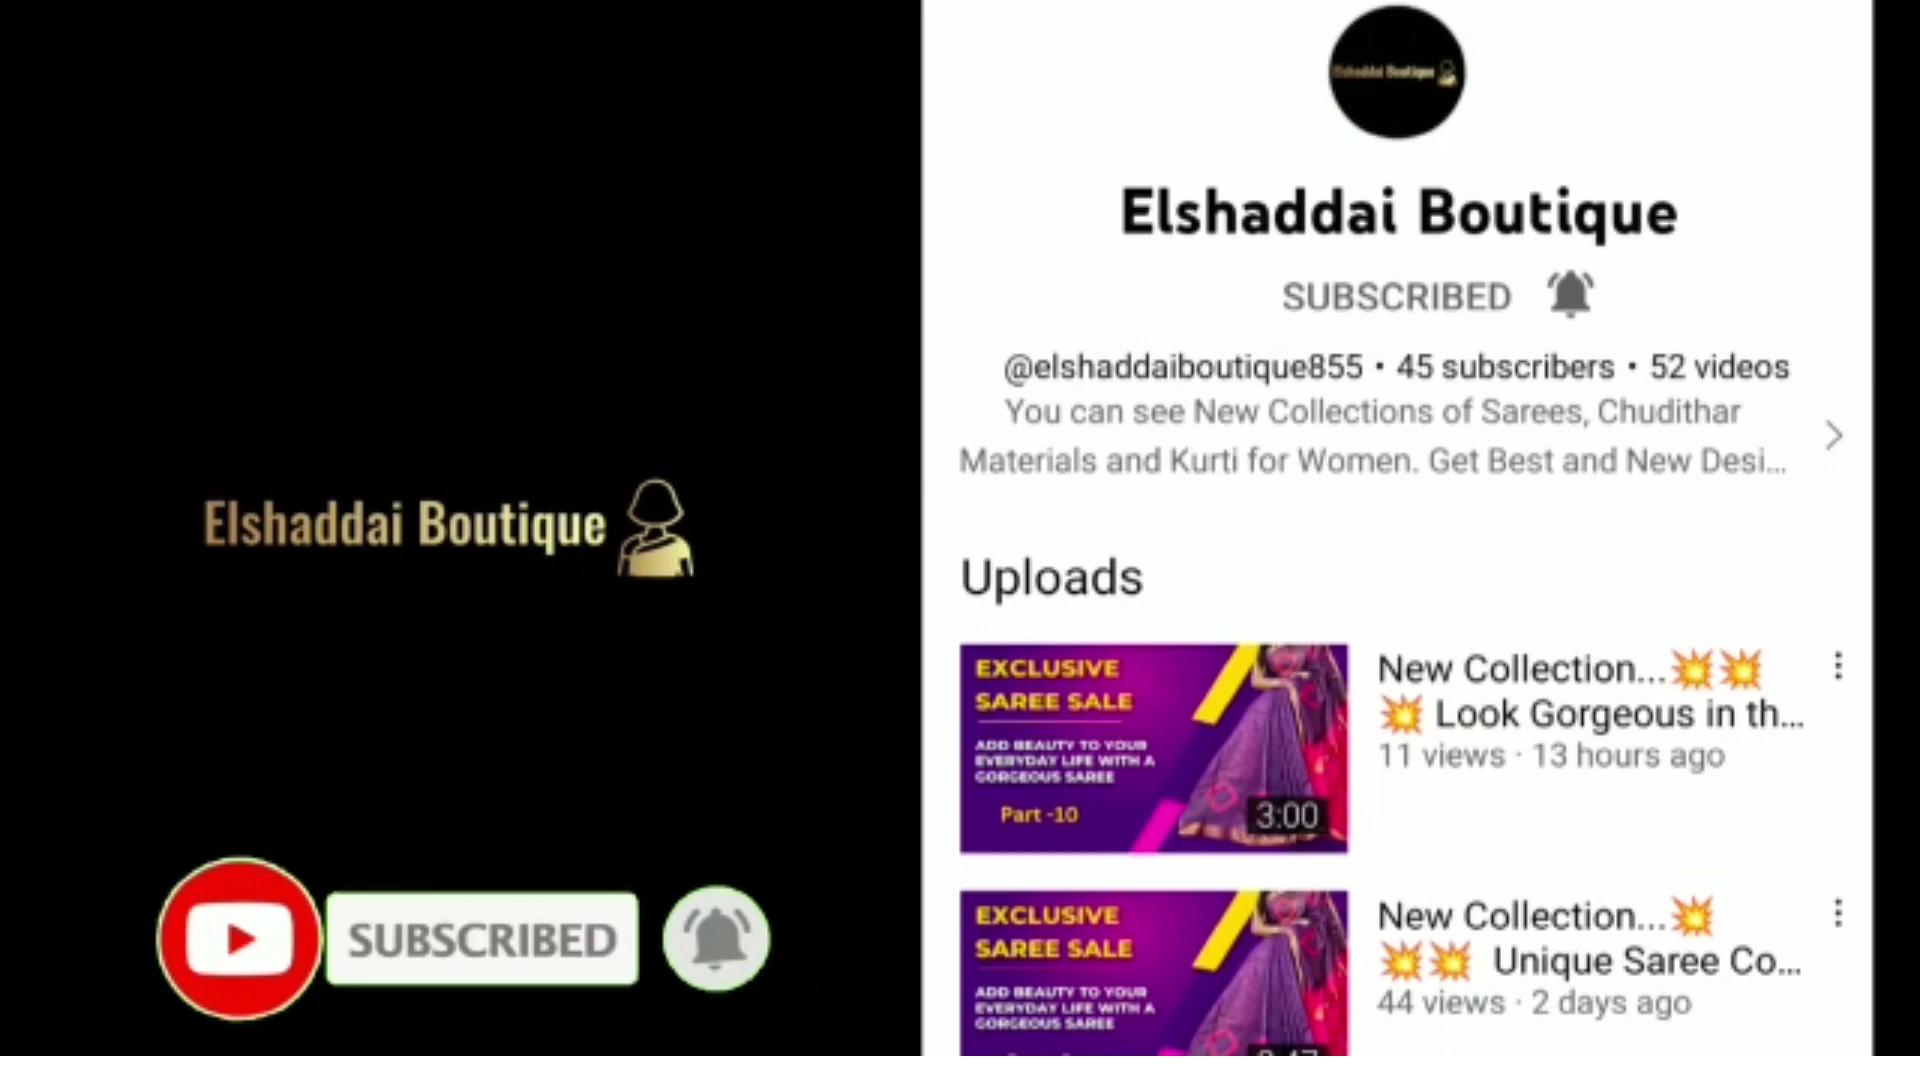 Elshaddai Boutique
SUBSCRIBED
Elshaddai Boutique
Elshaddai Boutique
SUBSCRIBED
@elshaddaiboutique855 • 45 subscribers • 52 videos
You can see New Collections of Sarees, Chudithar
Materials and Kurti for Women. Get Best and New Desi...
Uploads
EXCLUSIVE
SAREE SALE
ADD BEAUTY TO YOUR
EVERYDAY LIFE WITH A
GORGEOUS SAREE
Part -10
3:00
New Collection...💥💥
💥 Look Gorgeous in th...
11 views · 13 hours ago
EXCLUSIVE
SAREE SALE
ADD BEAUTY TO YOUR
EVERYDAY LIFE WITH A
GORGEOUS SAREE
New Collection...💥
💥💥 Unique Saree Co...
44 views · 2 days ago